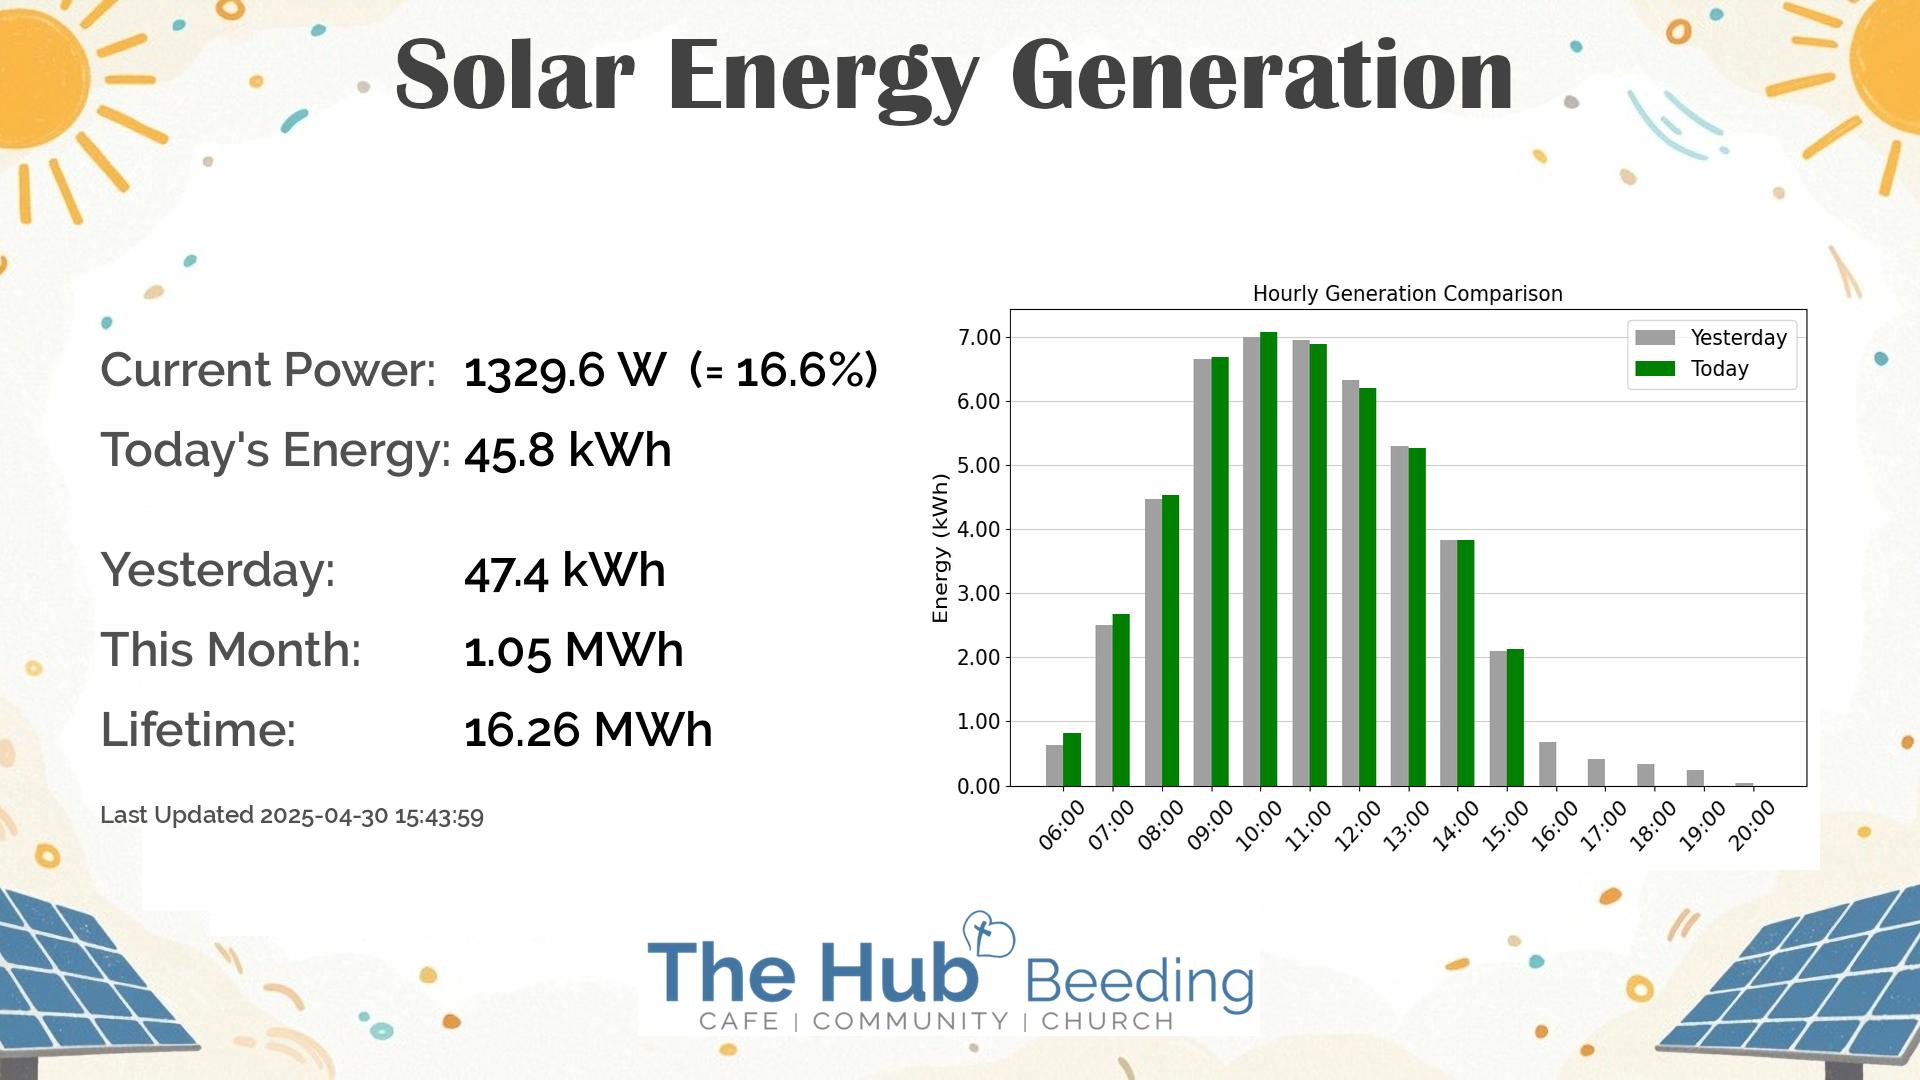 Solar Energy Generation
Current Power: 1329.6 W (= 16.6%)
Today's Energy: 45.8 kWh
Yesterday: 47.4 kWh
This Month: 1.05 MWh
Lifetime: 16.26 MWh
Last Updated 2025-04-30 15:43:59
Hourly Generation Comparison
Yesterday
Today
Energy (kWh)
7.00
6.00
5.00
4.00
3.00
2.00
1.00
0.00
06:00 07:00 08:00 09:00 10:00 11:00 12:00 13:00 14:00 15:00 16:00 17:00 18:00 19:00 20:00
The Hub Beeding
CAFE | COMMUNITY | CHURCH